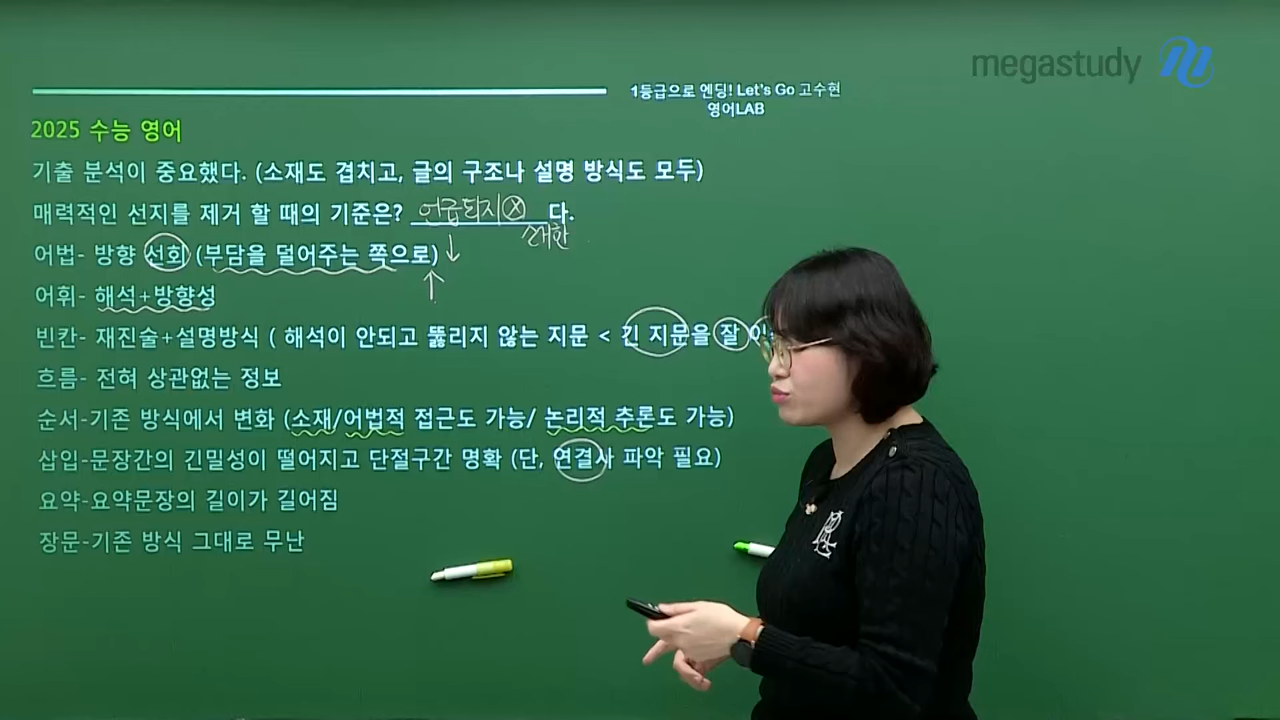 megastudy
1등급으로 엔딩! Let's Go 고수현
영어LAB
2025 수능 영어
기출 분석이 중요했다. (소재도 겹치고, 글의 구조나 설명 방식도 모두)
매력적인 선지를 제거 할 때의 기준은? 언급되지 X 다.
어법- 방향 선회 (부담을 덜어주는 쪽으로) ↓
↑
어휘- 해석+방향성
빈칸- 재진술+설명방식 ( 해석이 안되고 뚫리지 않는 지문 < 긴 지문을 잘
흐름- 전혀 상관없는 정보
순서-기존 방식에서 변화 (소재/어법적 접근도 가능/ 논리적 추론도 가능)
삽입-문장간의 긴밀성이 떨어지고 단절구간 명확 (단, 연결사 파악 필요)
요약-요약문장의 길이가 길어짐
장문-기존 방식 그대로 무난